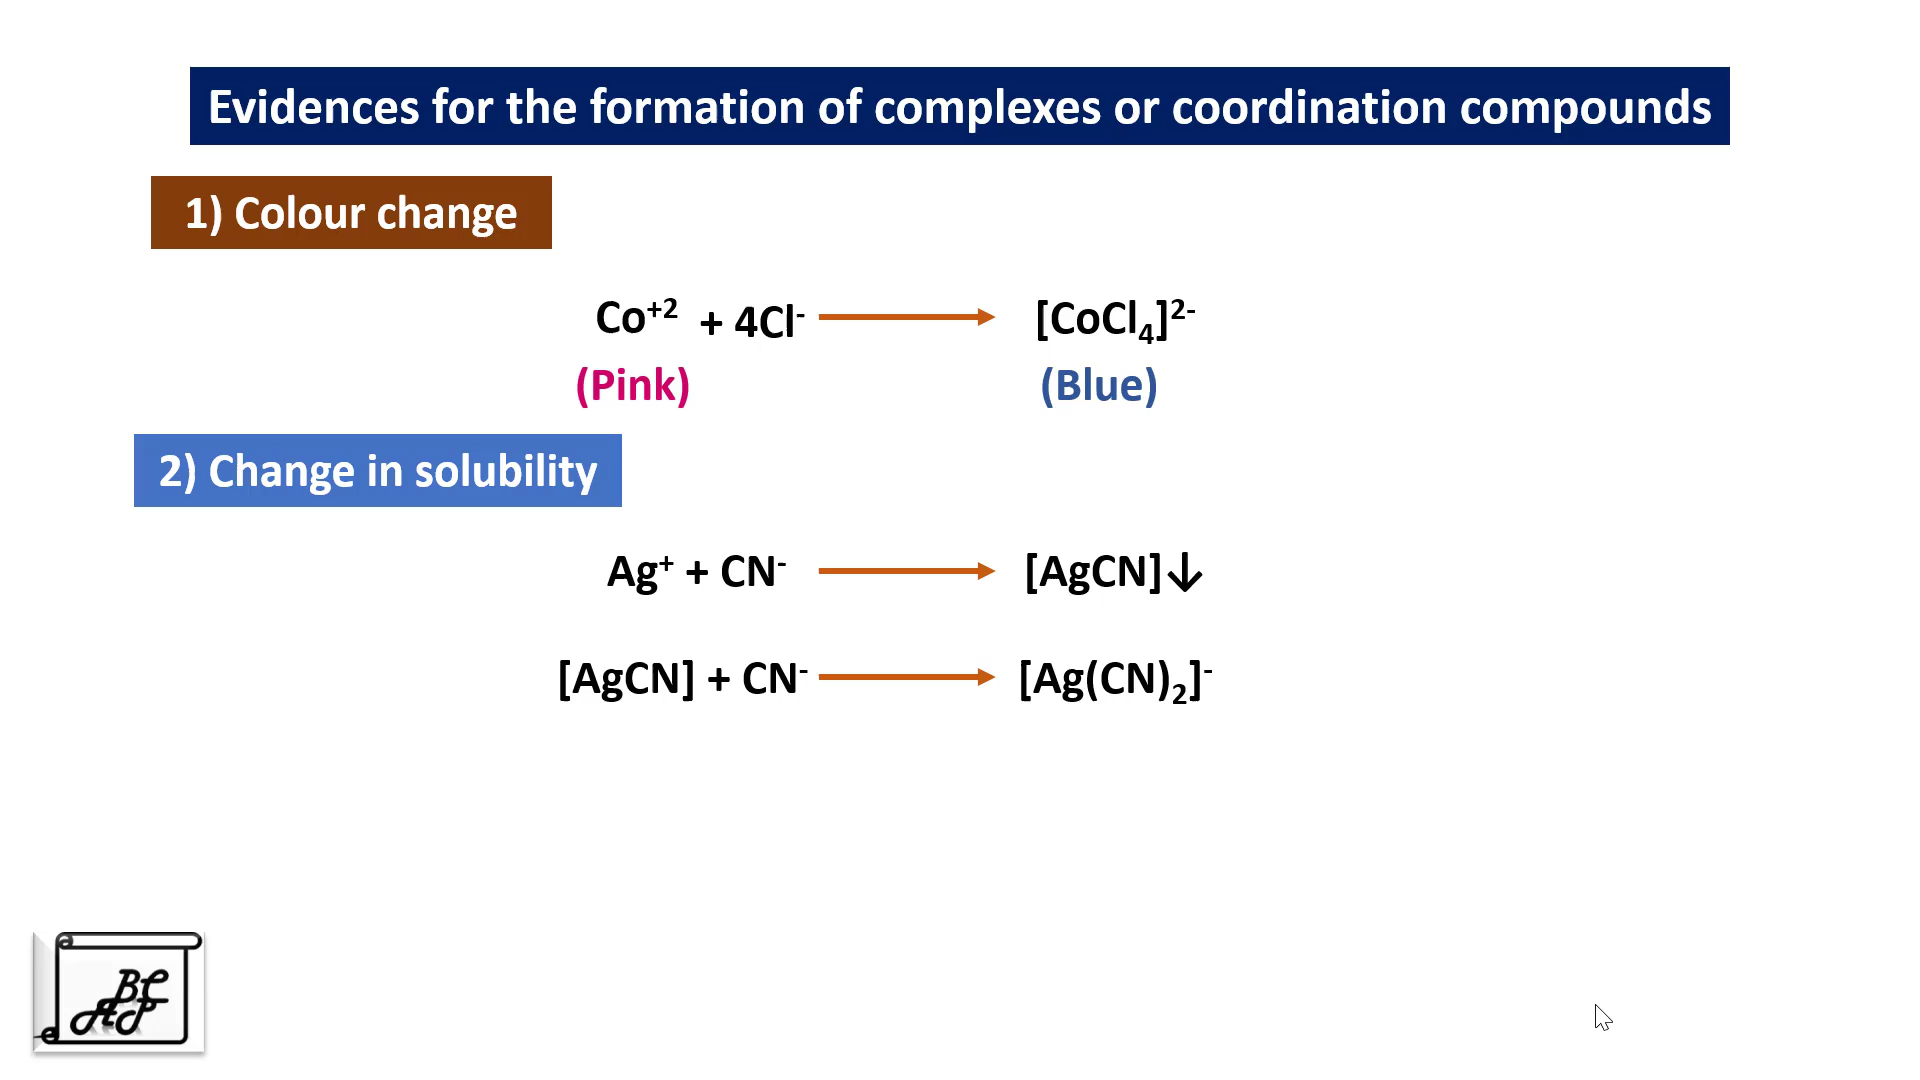 Evidences for the formation of complexes or coordination compounds
1) Colour change
Co⁺² + 4Cl⁻ ⟶ [CoCl₄]²⁻
(Pink) (Blue)
2) Change in solubility
Ag⁺ + CN⁻ ⟶ [AgCN]↓
[AgCN] + CN⁻ ⟶ [Ag(CN)₂]⁻